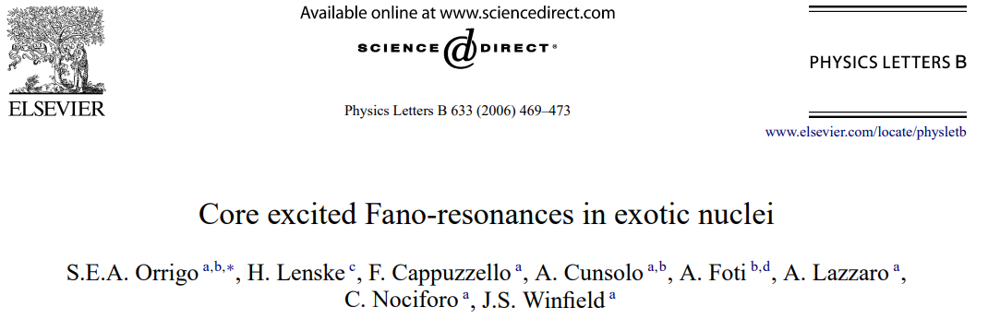 Available online at www.sciencedirect.com
SCIENCE @ DIRECT®
ELSEVIER
Physics Letters B 633 (2006) 469–473
PHYSICS LETTERS B
www.elsevier.com/locate/physletb
Core excited Fano-resonances in exotic nuclei
S.E.A. Orrigo a,b,*, H. Lenske c, F. Cappuzzello a, A. Cunsolo a,b, A. Foti b,d, A. Lazzaro a,
C. Nociforo a, J.S. Winfield a